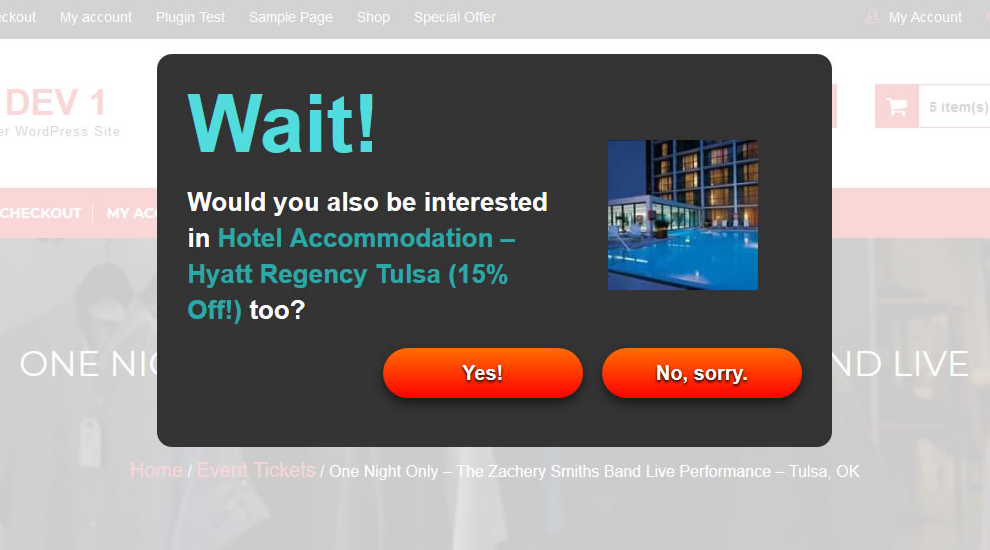 ckout My account Plugin Test Sample Page Shop Special Offer My Account
DEV 1
er WordPress Site
5 item(s)
CHECKOUT MY ACC
Wait!
Would you also be interested
in Hotel Accommodation –
Hyatt Regency Tulsa (15%
Off!) too?
Yes! No, sorry.
ONE NIG ND LIVE
Home / Event Tickets / One Night Only – The Zachery Smiths Band Live Performance – Tulsa, OK